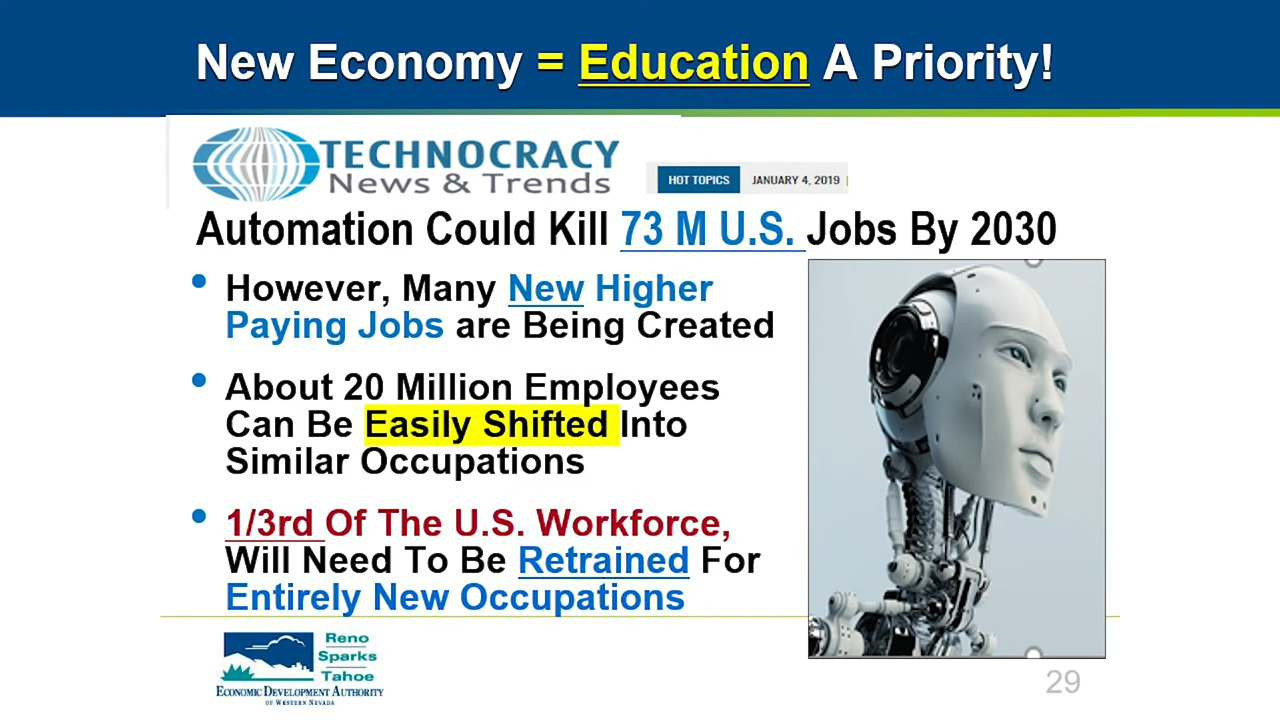 New Economy = Education A Priority!
TECHNOCRACY
News & Trends
HOT TOPICS JANUARY 4, 2019
Automation Could Kill 73 M U.S. Jobs By 2030
• However, Many New Higher
Paying Jobs are Being Created
• About 20 Million Employees
Can Be Easily Shifted Into
Similar Occupations
• 1/3rd Of The U.S. Workforce,
Will Need To Be Retrained For
Entirely New Occupations
Reno
Sparks
Tahoe
ECONOMIC DEVELOPMENT AUTHORITY
OF WESTERN NEVADA
29